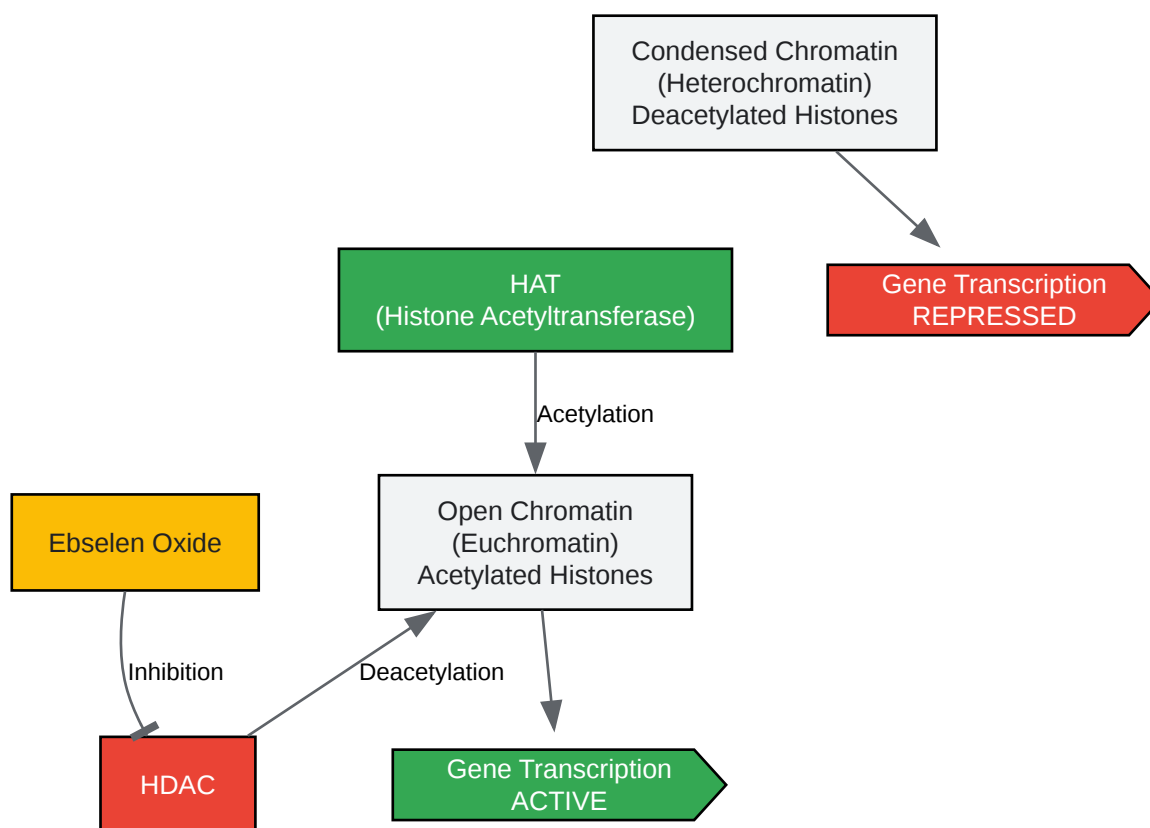 Condensed Chromatin
(Heterochromatin)
Deacetylated Histones
HAT
(Histone Acetyltransferase)
Gene Transcription
REPRESSED
Acetylation
Ebselen Oxide
Open Chromatin
(Euchromatin)
Acetylated Histones
Inhibition
Deacetylation
HDAC
Gene Transcription
ACTIVE